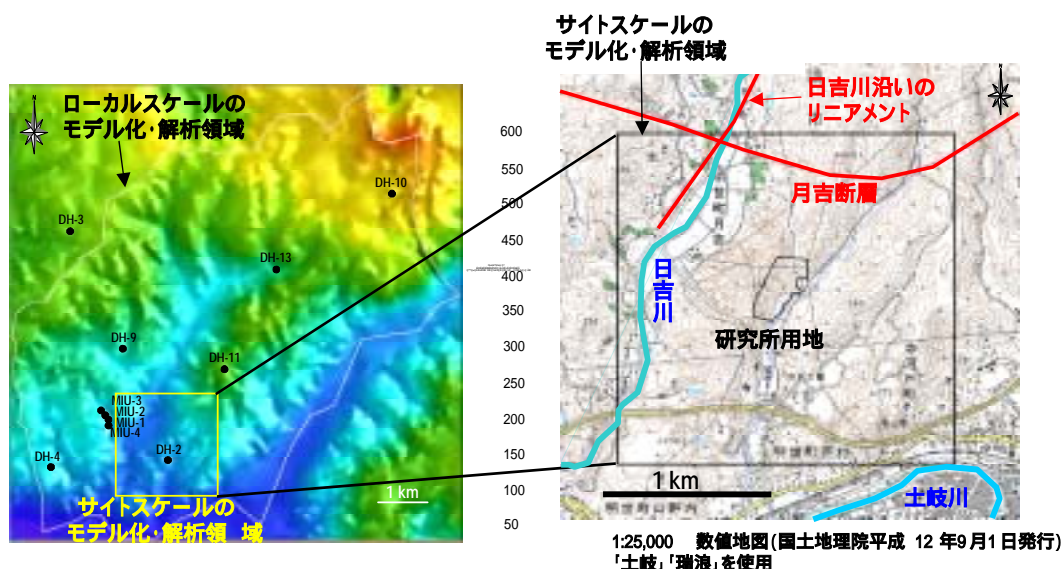 サイトスケールの
モデル化・解析領域
ローカルスケールの
モデル化・解析領域
N
DH-10
DH-3
DH-13
DH-9
DH-11
MIU-3
MIU-2
MIU-1
MIU-4
DH-2
DH-4
1 km
サイトスケールの
モデル化・解析領 域
600
550
500
450
400
350
300
250
200
150
100
50
日吉川沿いの
リニアメント
月吉断層
日吉川
研究所用地
1 km
土岐川
1:25,000 数値地図(国土地理院平成 12 年9月1日発行)
「土岐」「瑞浪」を使用